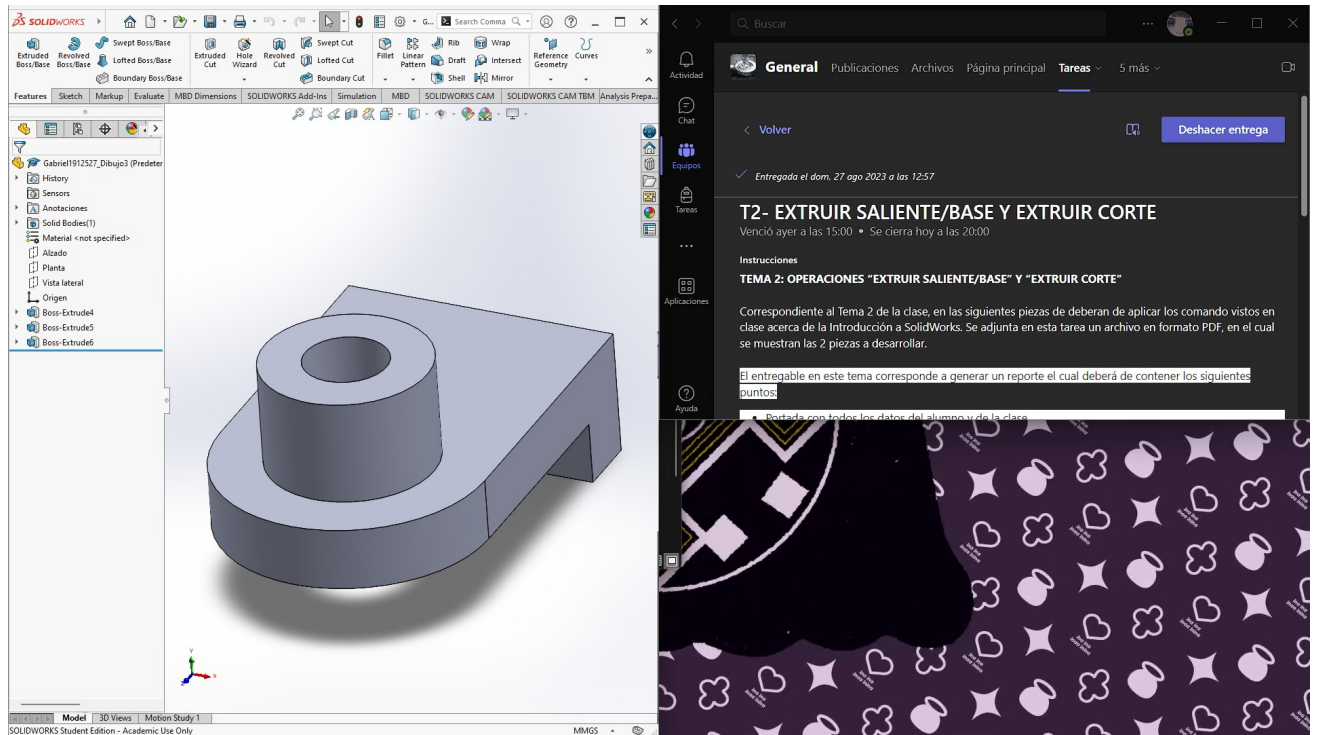 SOLIDWORKS
G...
Search Comma
Extruded Boss/Base
Revolved Boss/Base
Swept Boss/Base
Lofted Boss/Base
Boundary Boss/Base
Extruded Cut
Hole Wizard
Revolved Cut
Swept Cut
Lofted Cut
Boundary Cut
Fillet
Linear Pattern
Rib
Draft
Shell
Wrap
Intersect
Mirror
Reference Geometry
Curves
Features
Sketch
Markup
Evaluate
MBD Dimensions
SOLIDWORKS Add-Ins
Simulation
MBD
SOLIDWORKS CAM
SOLIDWORKS CAM TBM
Analysis Prepa...
Gabriel1912527_Dibujo3 (Predeter
History
Sensors
Anotaciones
Solid Bodies(1)
Material <not specified>
Alzado
Planta
Vista lateral
Origen
Boss-Extrude4
Boss-Extrude5
Boss-Extrude6
Model
3D Views
Motion Study 1
SOLIDWORKS Student Edition - Academic Use Only
MMGS
Buscar
Actividad
Chat
Equipos
Tareas
Aplicaciones
Ayuda
General
Publicaciones
Archivos
Página principal
Tareas
5 más
Volver
Deshacer entrega
Entregada el dom, 27 ago 2023 a las 12:57
T2- EXTRUIR SALIENTE/BASE Y EXTRUIR CORTE
Venció ayer a las 15:00 • Se cierra hoy a las 20:00
Instrucciones
TEMA 2: OPERACIONES “EXTRUIR SALIENTE/BASE” Y “EXTRUIR CORTE”
Correspondiente al Tema 2 de la clase, en las siguientes piezas de deberan de aplicar los comando vistos en
clase acerca de la Introducción a SolidWorks. Se adjunta en esta tarea un archivo en formato PDF, en el cual
se muestran las 2 piezas a desarrollar.
El entregable en este tema corresponde a generar un reporte el cual deberá de contener los siguientes
puntos:
• Portada con todos los datos del alumno y de la clase